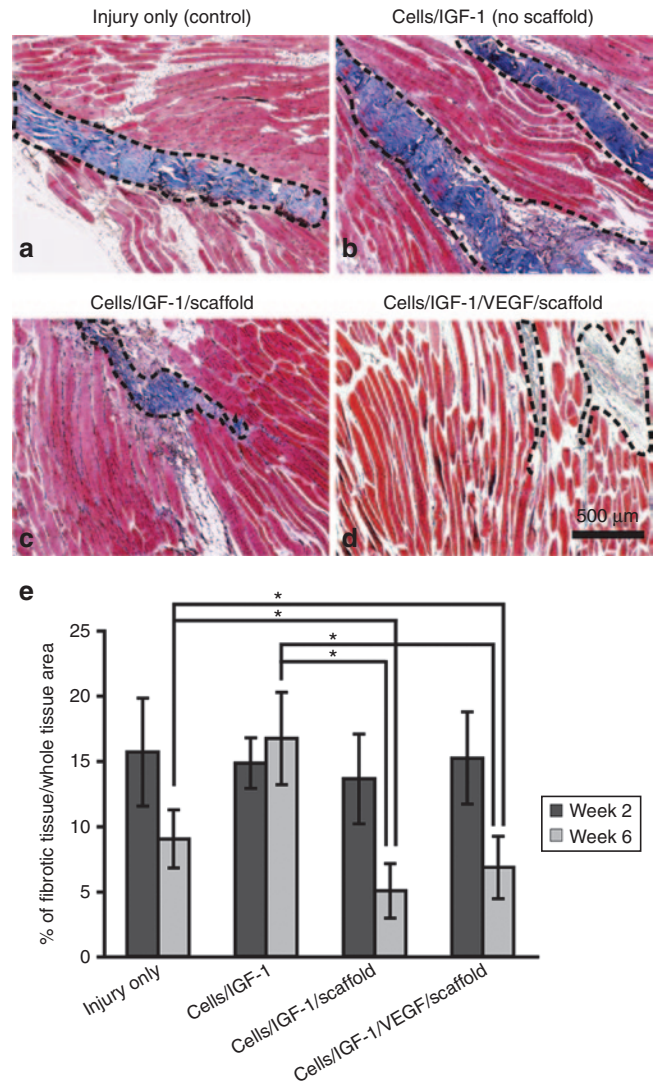 Injury only (control)
Cells/IGF-1 (no scaffold)
a
b
Cells/IGF-1/scaffold
Cells/IGF-1/VEGF/scaffold
c
d
500 μm
e
*
*
*
*
25
20
15
10
5
0
% of fibrotic tissue/whole tissue area
Week 2
Week 6
Injury only
Cells/IGF-1
Cells/IGF-1/scaffold
Cells/IGF-1/VEGF/scaffold